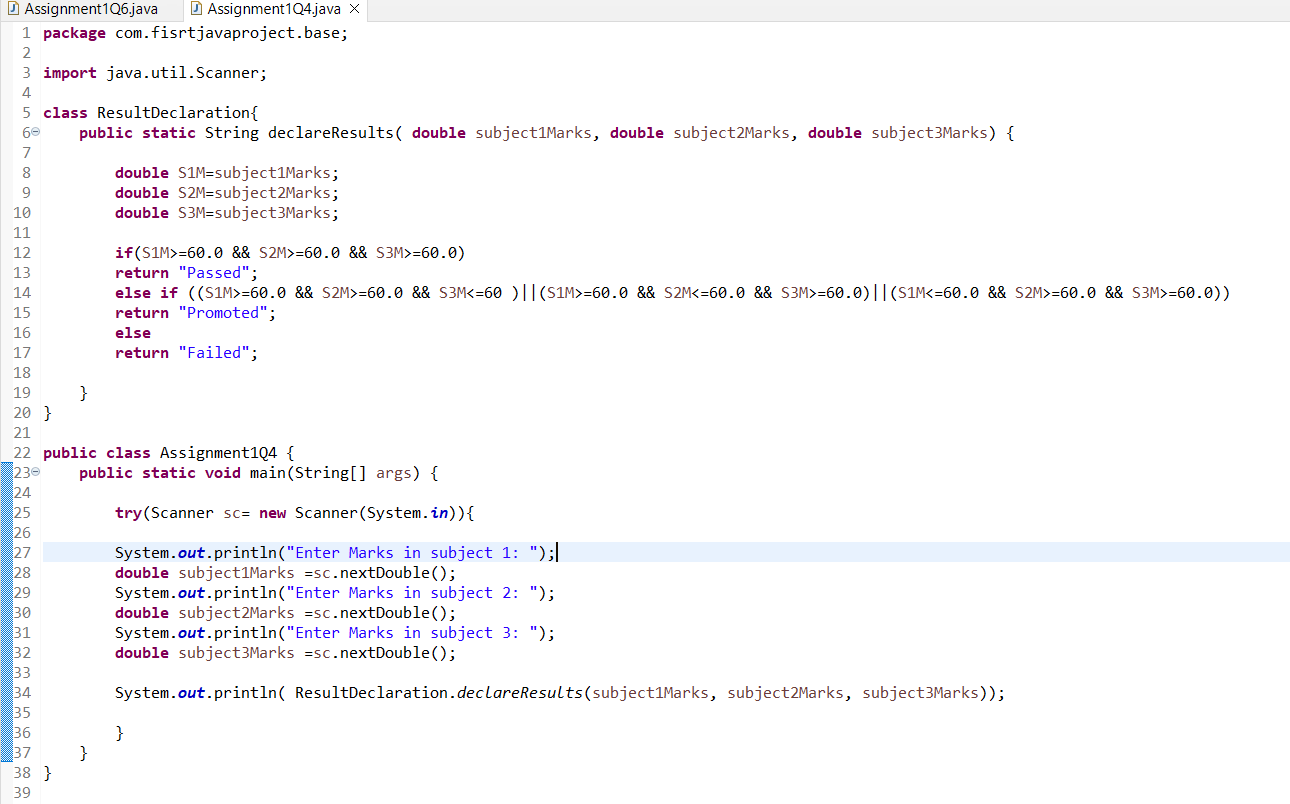 Assignment1Q6.java Assignment1Q4.java
1 package com.fisrtjavaproject.base;
2
3 import java.util.Scanner;
4
5 class ResultDeclaration{
6 public static String declareResults( double subject1Marks, double subject2Marks, double subject3Marks) {
7
8 double S1M=subject1Marks;
9 double S2M=subject2Marks;
10 double S3M=subject3Marks;
11
12 if(S1M>=60.0 && S2M>=60.0 && S3M>=60.0)
13 return "Passed";
14 else if ((S1M>=60.0 && S2M>=60.0 && S3M<=60 )||(S1M>=60.0 && S2M<=60.0 && S3M>=60.0)||(S1M<=60.0 && S2M>=60.0 && S3M>=60.0))
15 return "Promoted";
16 else
17 return "Failed";
18
19 }
20 }
21
22 public class Assignment1Q4 {
23 public static void main(String[] args) {
24
25 try(Scanner sc= new Scanner(System.in)){
26
27 System.out.println("Enter Marks in subject 1: ");
28 double subject1Marks =sc.nextDouble();
29 System.out.println("Enter Marks in subject 2: ");
30 double subject2Marks =sc.nextDouble();
31 System.out.println("Enter Marks in subject 3: ");
32 double subject3Marks =sc.nextDouble();
33
34 System.out.println( ResultDeclaration.declareResults(subject1Marks, subject2Marks, subject3Marks));
35
36 }
37 }
38 }
39